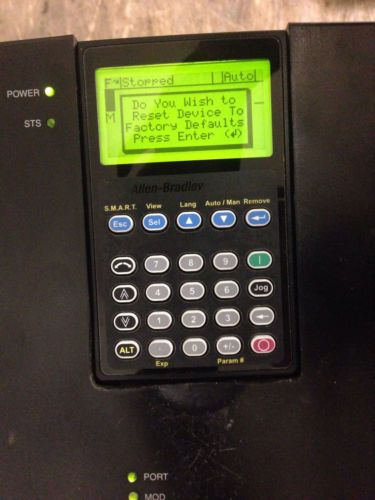 F Stopped Auto
Do You Wish to
M Reset Device To
Factory Defaults
Press Enter (↵)
POWER
STS
Allen-Bradley
S.M.A.R.T. View Lang Auto / Man Remove
Esc Sel
7 8 9 I
4 5 6 Jog
1 2 3
ALT . 0 +/-
Exp Param #
PORT
MOD